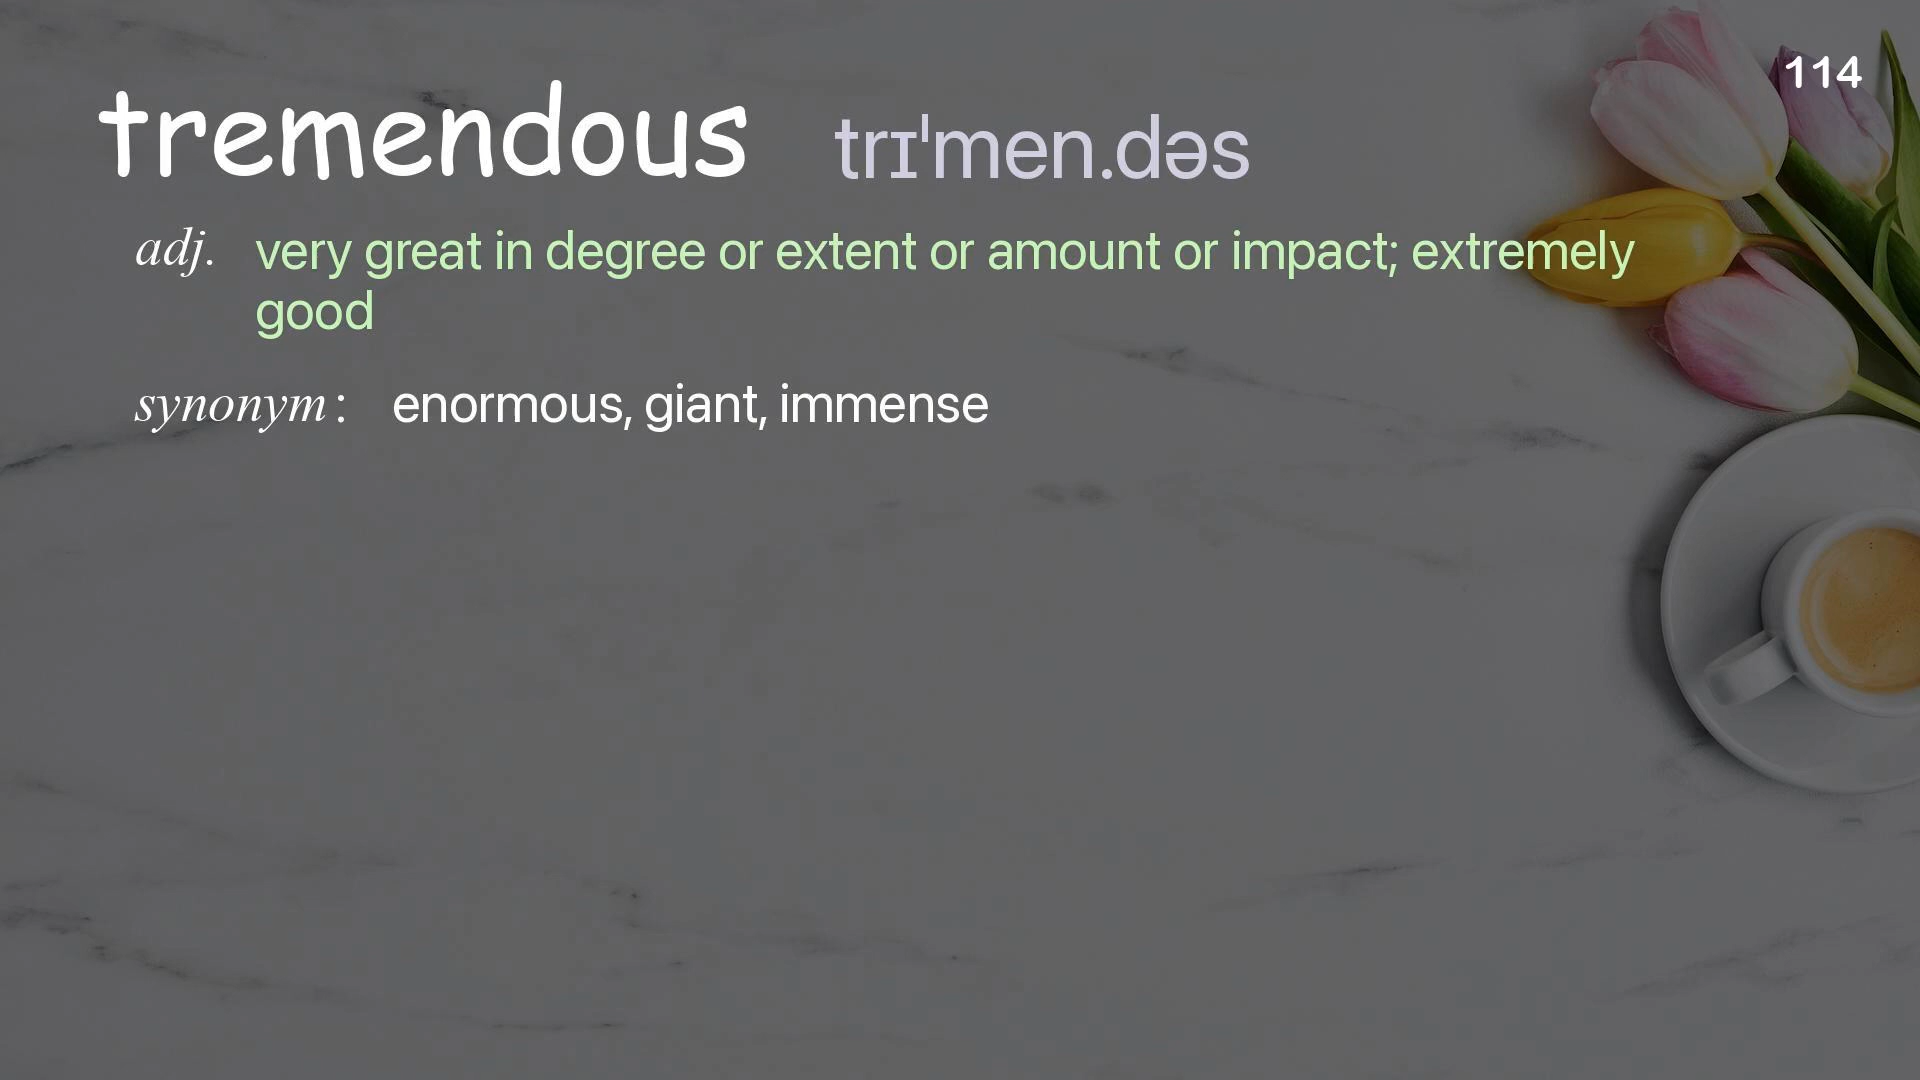 114
tremendous trɪˈmen.dəs
adj. very great in degree or extent or amount or impact; extremely
good
synonym: enormous, giant, immense